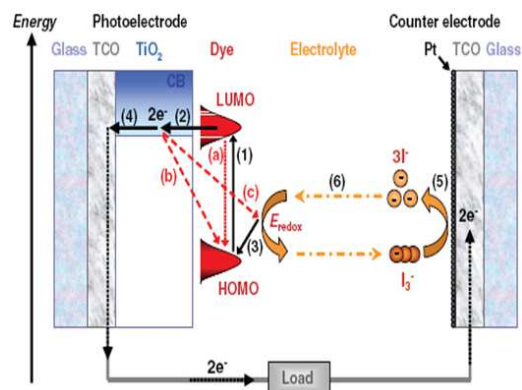 Energy
Photoelectrode
Counter electrode
Glass TCO TiO₂ Dye Electrolyte Pt TCO Glass
CB
LUMO
(4) 2e⁻ (2)
(a) (1)
(b) (c)
(6) 3I⁻ (5)
2e⁻
E redox
(3)
HOMO
I₃⁻
2e⁻ Load